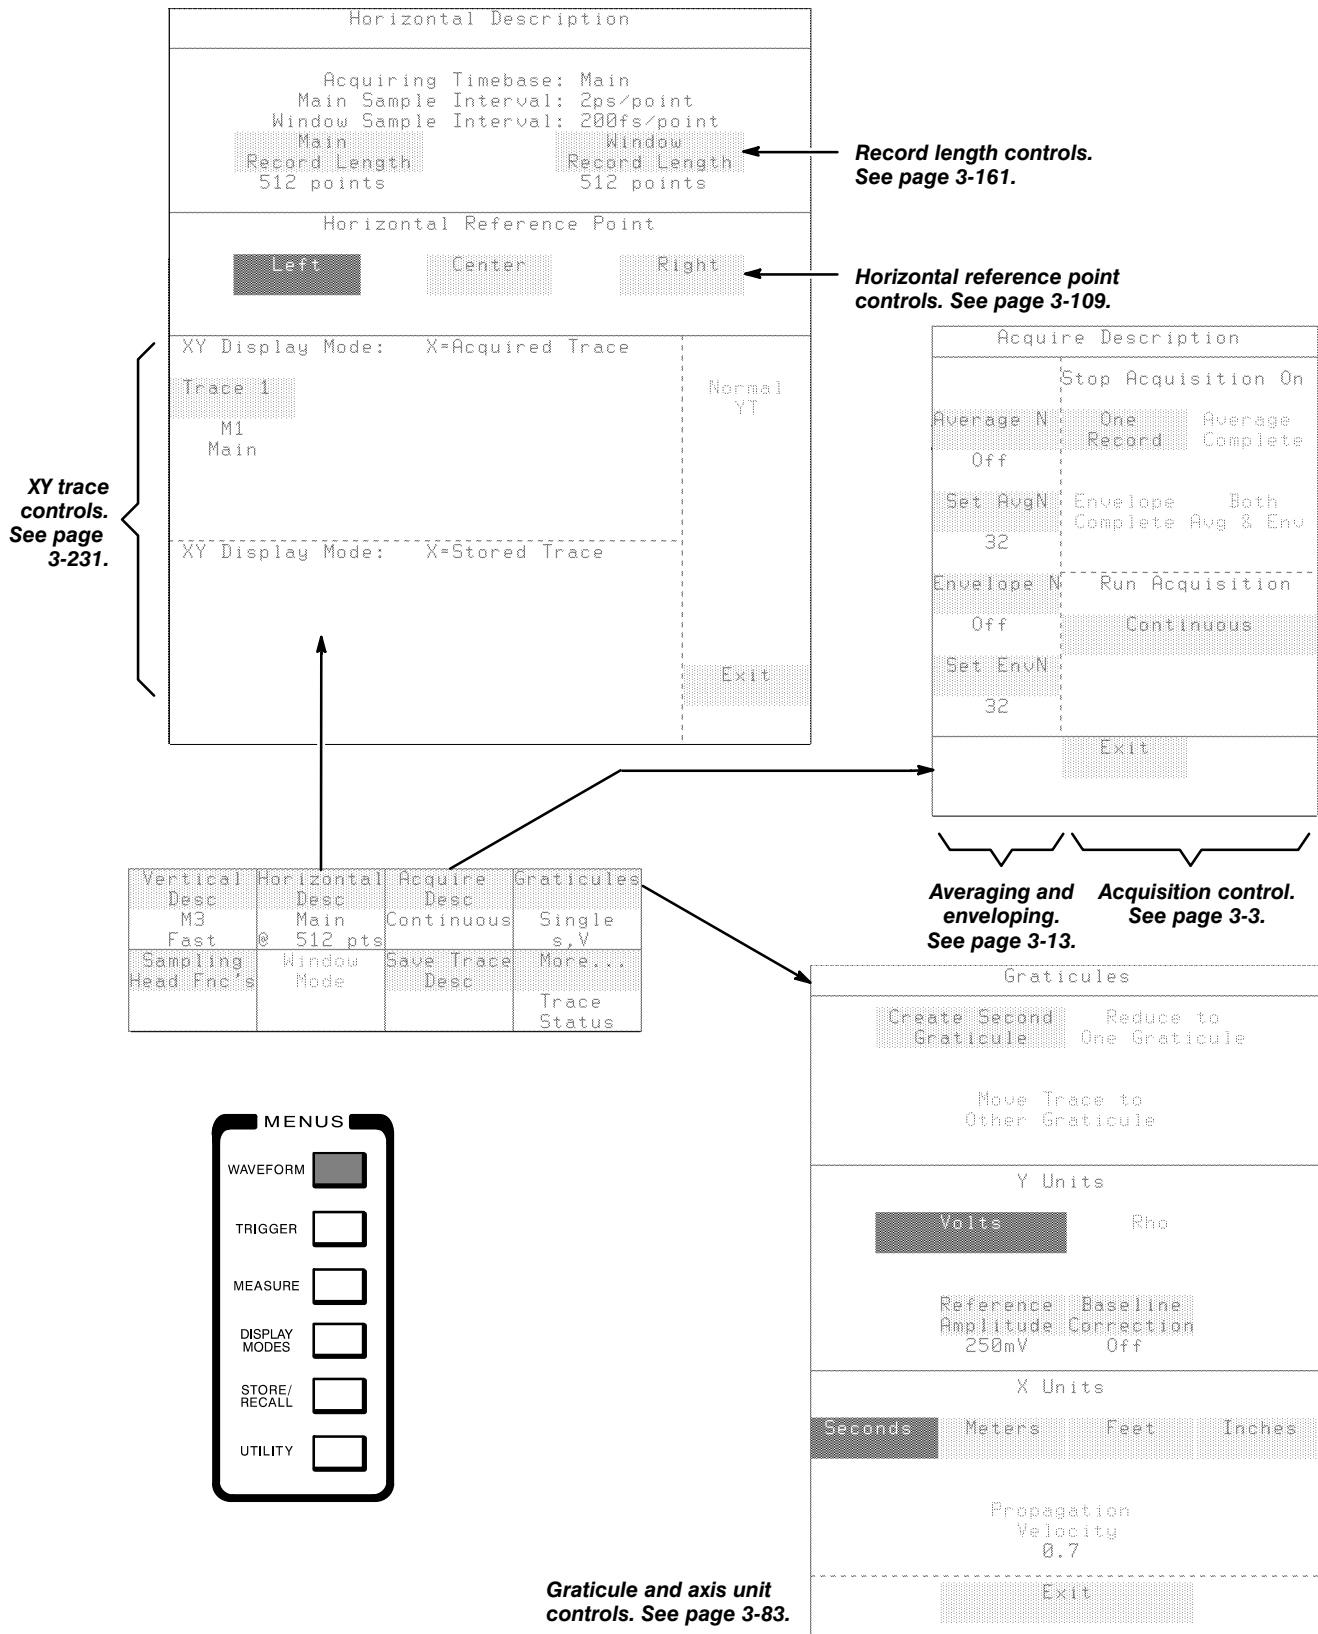 Horizontal Description
Acquiring Timebase: Main
Main Sample Interval: 2ps/point
Window Sample Interval: 200fs/point
Main Window
Record Length Record Length
512 points 512 points
Record length controls.
See page 3-161.
Horizontal Reference Point
Left Center Right
Horizontal reference point
controls. See page 3-109.
XY Display Mode: X=Acquired Trace
Trace 1
M1
Main
Normal
YT
XY trace
controls.
See page
3-231.
XY Display Mode: X=Stored Trace
Exit
Acquire Description
Stop Acquisition On
Average N
Off
One
Record
Average
Complete
Set AvgN
32
Envelope
Complete
Both
Avg & Env
Envelope N
Off
Run Acquisition
Continuous
Set EnvN
32
Exit
Averaging and
enveloping.
See page 3-13.
Acquisition control.
See page 3-3.
Vertical
Desc
M3
Fast
Horizontal
Desc
Main
@ 512 pts
Acquire
Desc
Continuous
Graticules
Single
s,V
Sampling
Head Fnc's
Window
Mode
Save Trace
Desc
More...
Trace
Status
MENUS
WAVEFORM
TRIGGER
MEASURE
DISPLAY
MODES
STORE/
RECALL
UTILITY
Graticules
Create Second
Graticule
Reduce to
One Graticule
Move Trace to
Other Graticule
Y Units
Volts Rho
Reference
Amplitude
250mV
Baseline
Correction
Off
X Units
Seconds Meters Feet Inches
Propagation
Velocity
0.7
Exit
Graticule and axis unit
controls. See page 3-83.